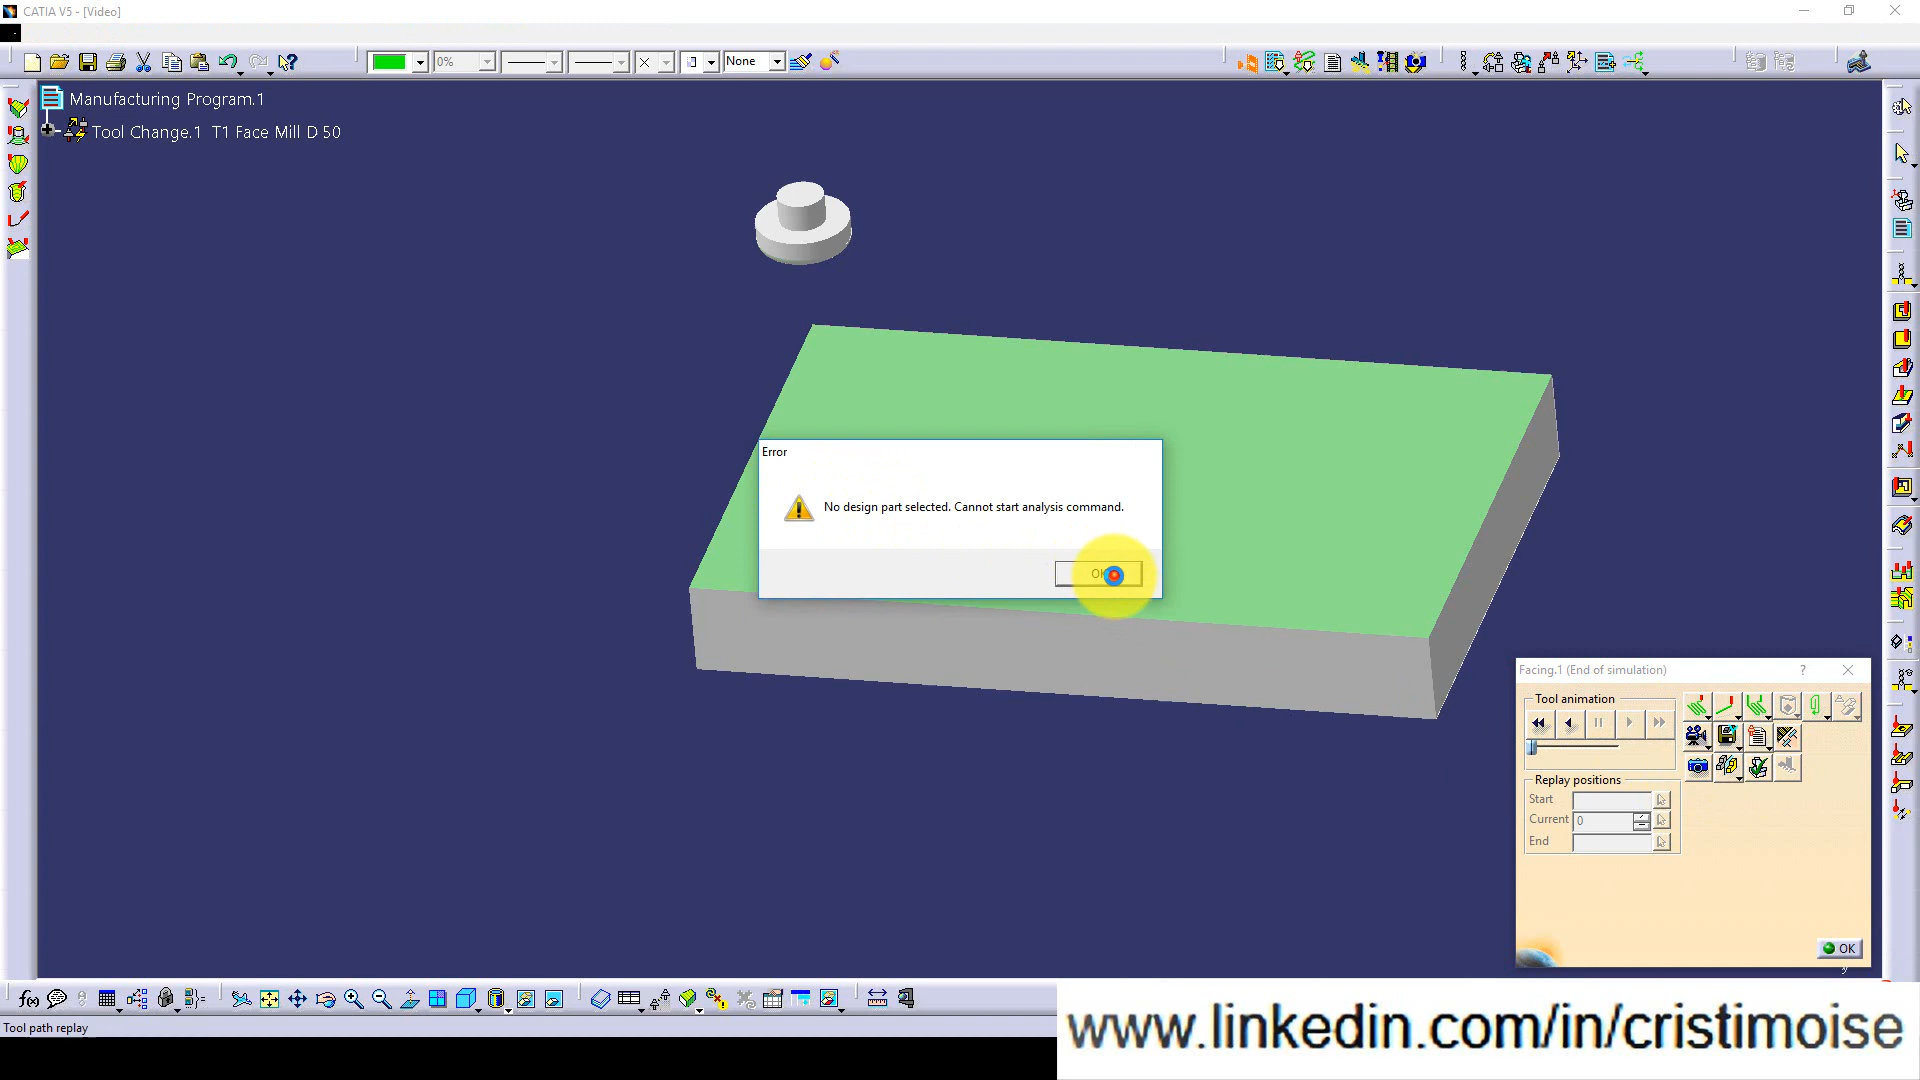 CATIA V5 - [Video]
0%
None
Manufacturing Program.1
Tool Change.1 T1 Face Mill D 50
Error
No design part selected. Cannot start analysis command.
OK
Facing.1 (End of simulation)
?
Tool animation
Replay positions
Start
Current 0
End
OK
f(x)
Tool path replay
www.linkedin.com/in/cristimoise